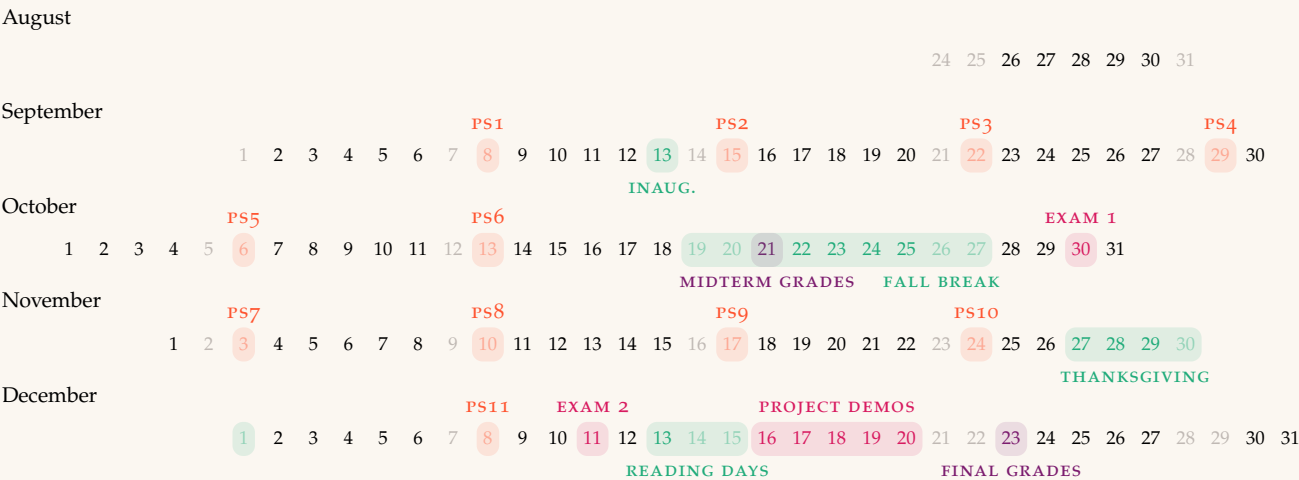 August
24 25 26 27 28 29 30 31
September
PS1 PS2 PS3 PS4
1 2 3 4 5 6 7 8 9 10 11 12 13 14 15 16 17 18 19 20 21 22 23 24 25 26 27 28 29 30
INAUG.
October
PS5 PS6 EXAM 1
1 2 3 4 5 6 7 8 9 10 11 12 13 14 15 16 17 18 19 20 21 22 23 24 25 26 27 28 29 30 31
MIDTERM GRADES FALL BREAK
November
PS7 PS8 PS9 PS10
1 2 3 4 5 6 7 8 9 10 11 12 13 14 15 16 17 18 19 20 21 22 23 24 25 26 27 28 29 30
THANKSGIVING
December
PS11 EXAM 2 PROJECT DEMOS
1 2 3 4 5 6 7 8 9 10 11 12 13 14 15 16 17 18 19 20 21 22 23 24 25 26 27 28 29 30 31
READING DAYS FINAL GRADES